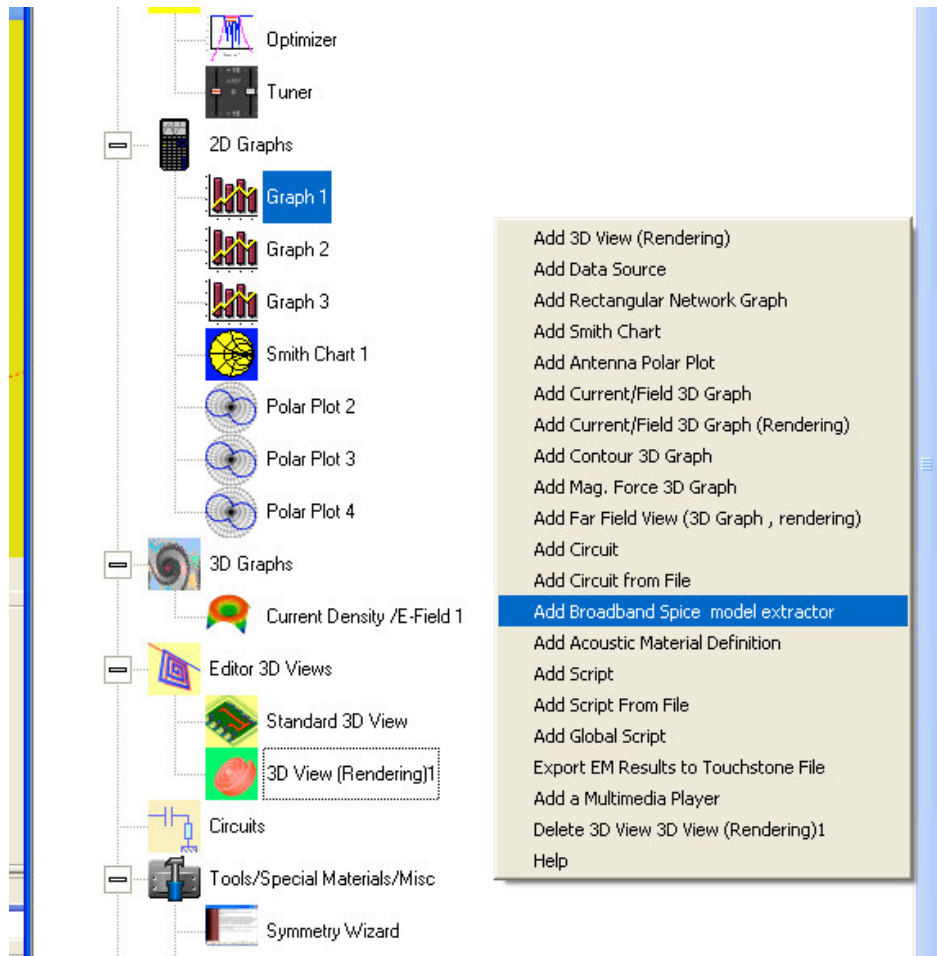 Optimizer
Tuner
2D Graphs
Graph 1
Graph 2
Graph 3
Smith Chart 1
Polar Plot 2
Polar Plot 3
Polar Plot 4
3D Graphs
Current Density /E-Field 1
Editor 3D Views
Standard 3D View
3D View (Rendering)1
Circuits
Tools/Special Materials/Misc
Symmetry Wizard
Add 3D View (Rendering)
Add Data Source
Add Rectangular Network Graph
Add Smith Chart
Add Antenna Polar Plot
Add Current/Field 3D Graph
Add Current/Field 3D Graph (Rendering)
Add Contour 3D Graph
Add Mag. Force 3D Graph
Add Far Field View (3D Graph , rendering)
Add Circuit
Add Circuit from File
Add Broadband Spice  model extractor
Add Acoustic Material Definition
Add Script
Add Script From File
Add Global Script
Export EM Results to Touchstone File
Add a Multimedia Player
Delete 3D View 3D View (Rendering)1
Help